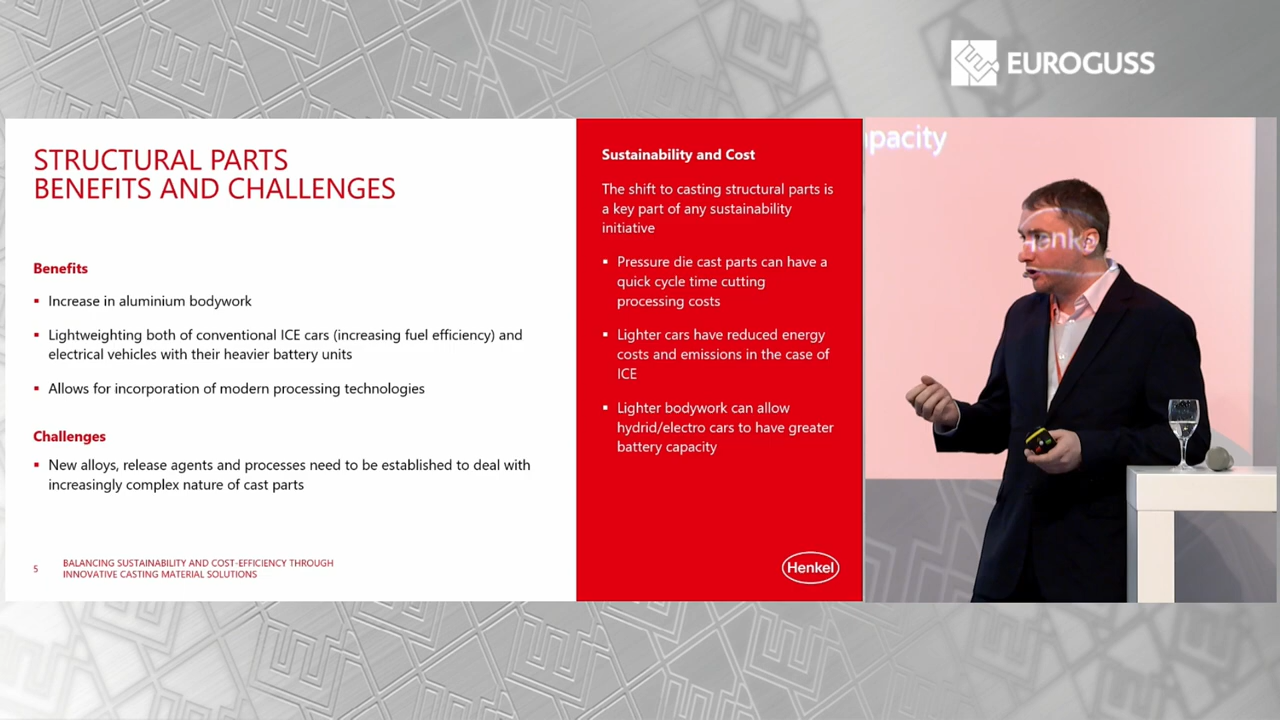 EUROGUSS
STRUCTURAL PARTS
BENEFITS AND CHALLENGES
Benefits
▪ Increase in aluminium bodywork
▪ Lightweighting both of conventional ICE cars (increasing fuel efficiency) and
electrical vehicles with their heavier battery units
▪ Allows for incorporation of modern processing technologies
Challenges
▪ New alloys, release agents and processes need to be established to deal with
increasingly complex nature of cast parts
5
BALANCING SUSTAINABILITY AND COST-EFFICIENCY THROUGH
INNOVATIVE CASTING MATERIAL SOLUTIONS
Sustainability and Cost
The shift to casting structural parts is
a key part of any sustainability
initiative
▪ Pressure die cast parts can have a
quick cycle time cutting
processing costs
▪ Lighter cars have reduced energy
costs and emissions in the case of
ICE
▪ Lighter bodywork can allow
hydrid/electro cars to have greater
battery capacity
Henkel
pacity
Henk